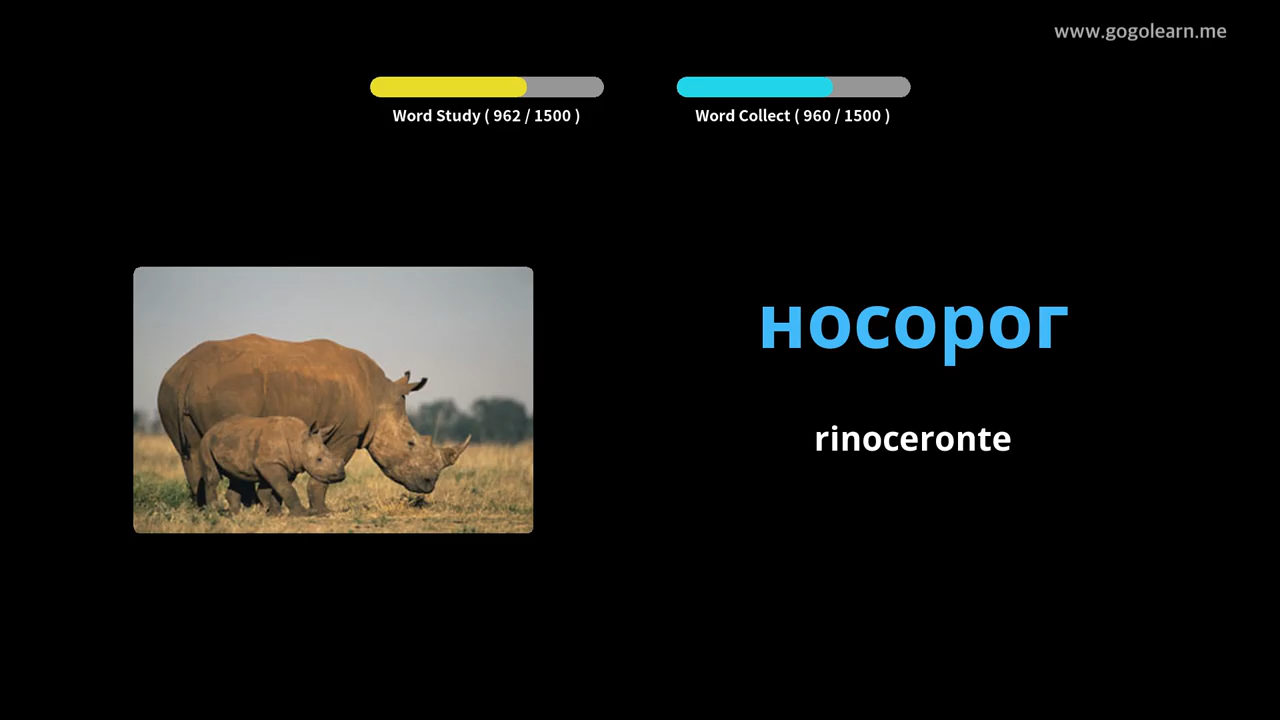 www.gogolearn.me
Word Study ( 962 / 1500 )
Word Collect ( 960 / 1500 )
носорог
rinoceronte